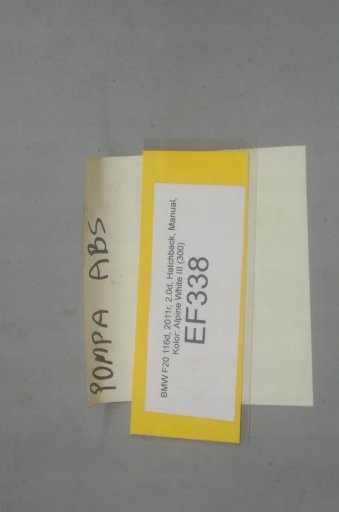 POMPA ABS
BMW F20 116d, 2011r, 2.0d, Hatchback, Manual,
Kolor: Alpine White III (300)
EF338